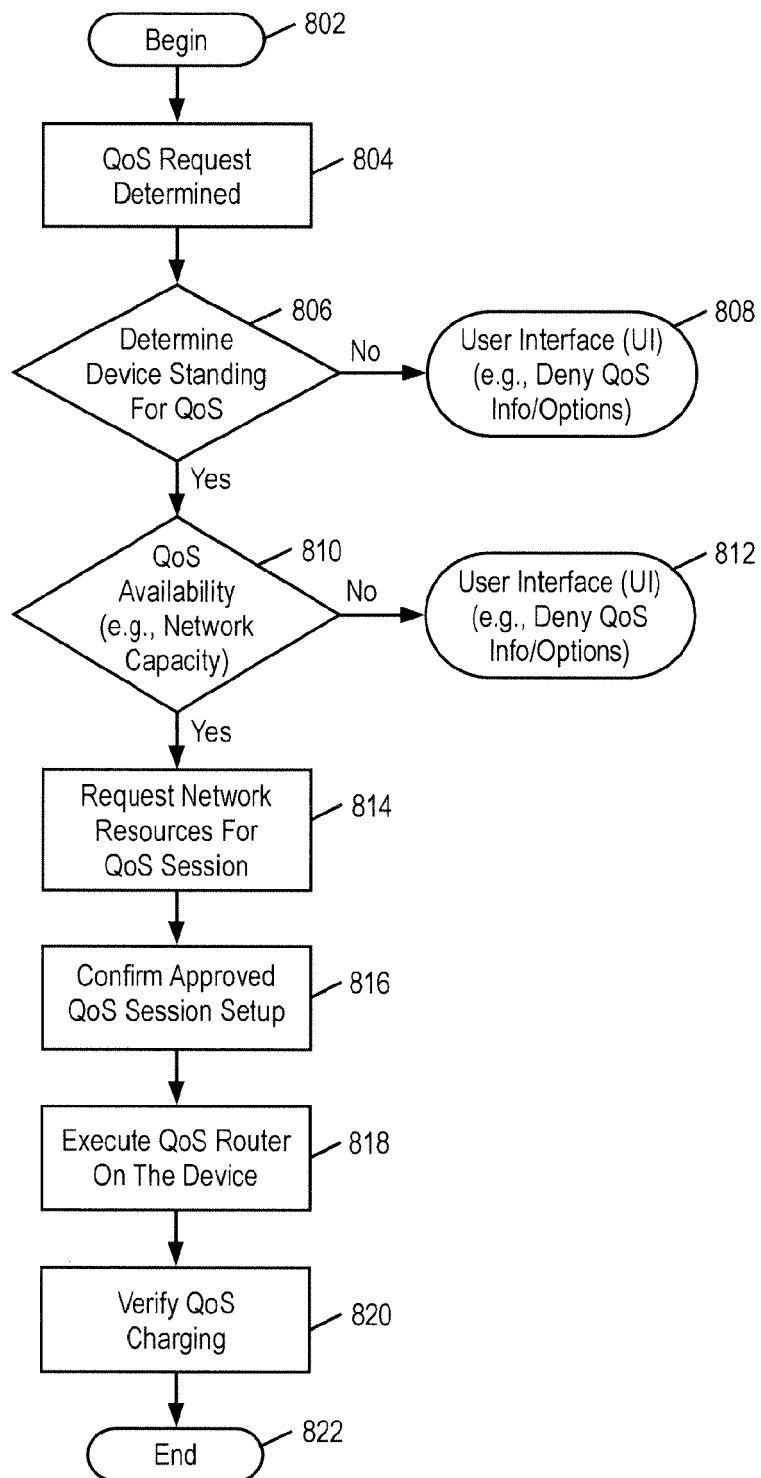 Begin
802
QoS Request
Determined
804
Determine
Device Standing
For QoS
806
No
User Interface (UI)
(e.g., Deny QoS
Info/Options)
808
Yes
QoS
Availability
(e.g., Network
Capacity)
810
No
User Interface (UI)
(e.g., Deny QoS
Info/Options)
812
Yes
Request Network
Resources For
QoS Session
814
Confirm Approved
QoS Session Setup
816
Execute QoS Router
On The Device
818
Verify QoS
Charging
820
End
822